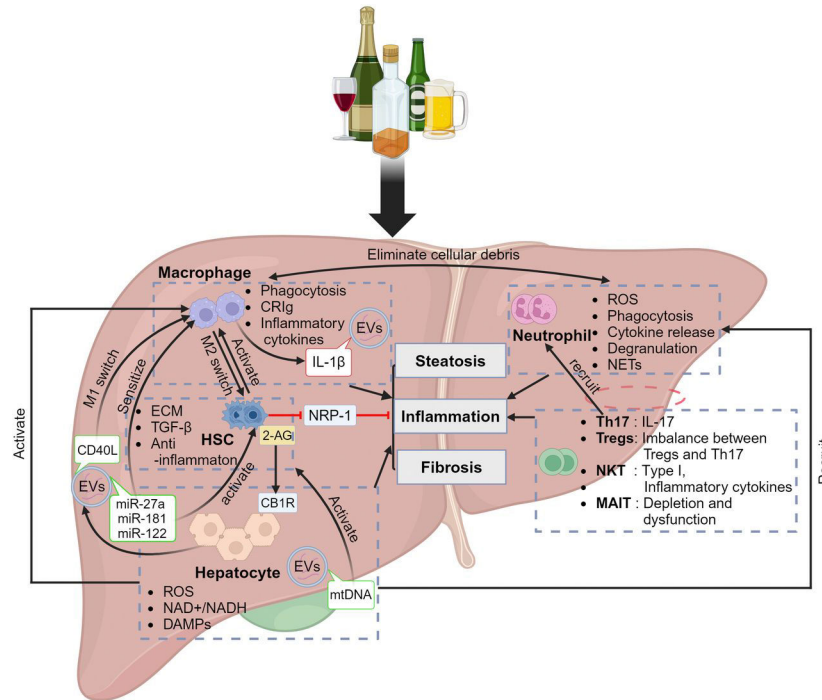 Eliminate cellular debris
Macrophage
Phagocytosis
CRIg
Inflammatory
cytokines
EVs
IL-1β
M1 switch
Sensitize
M2 switch
Activate
Activate
ECM
TGF-β
Anti
-inflammaton
HSC
NRP-1
2-AG
CB1R
CD40L
EVs
miR-27a
miR-181
miR-122
activate
Activate
Hepatocyte
EVs
mtDNA
ROS
NAD+/NADH
DAMPs
Steatosis
Inflammation
Fibrosis
Neutrophil
ROS
Phagocytosis
Cytokine release
Degranulation
NETs
recruit
Th17 : IL-17
Tregs: Imbalance between
Tregs and Th17
NKT : Type I,
Inflammatory cytokines
MAIT : Depletion and
dysfunction